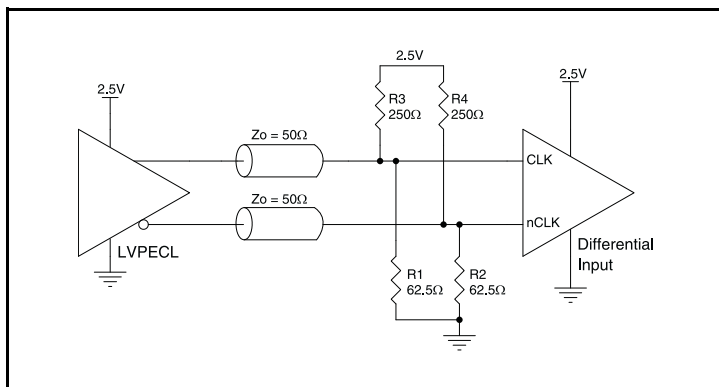 2.5V
2.5V
2.5V
R3
250Ω
R4
250Ω
Zo = 50Ω
CLK
Zo = 50Ω
nCLK
LVPECL
Differential
Input
R1
62.5Ω
R2
62.5Ω